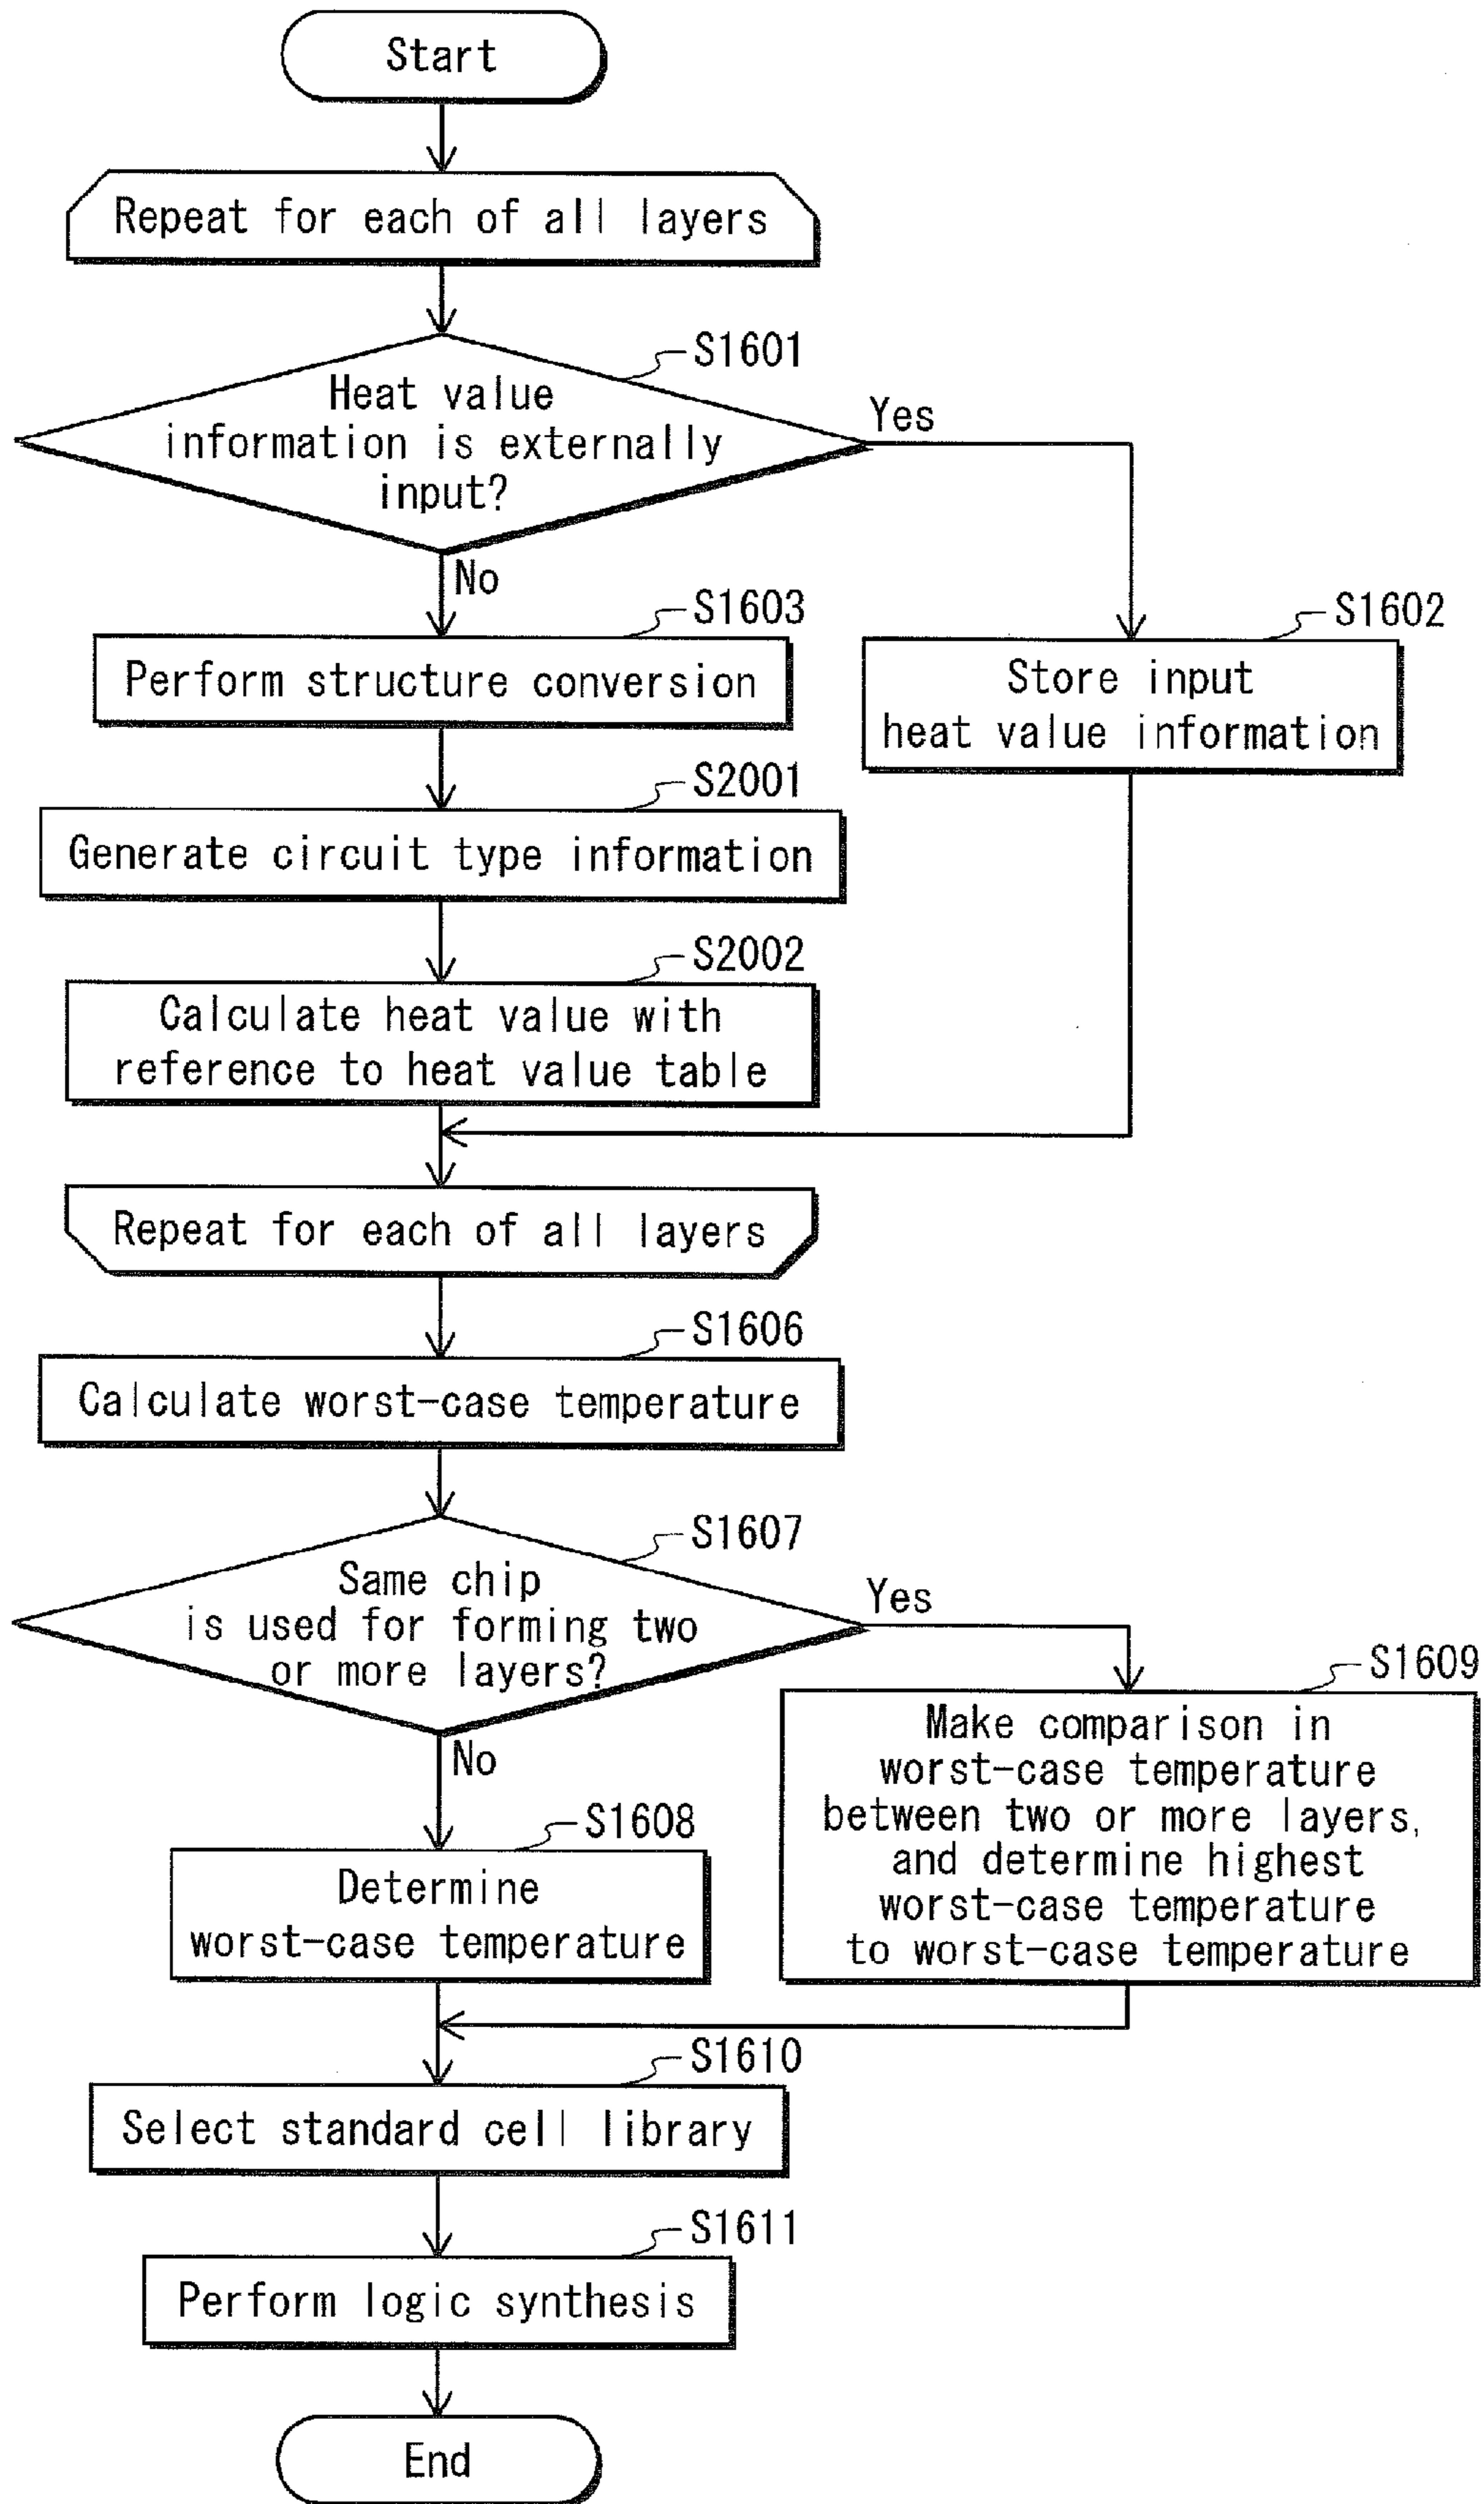 Start
Repeat for each of all layers
S1601
Heat value
information is externally
input?
Yes
No
S1603
Perform structure conversion
S1602
Store input
heat value information
S2001
Generate circuit type information
S2002
Calculate heat value with
reference to heat value table
Repeat for each of all layers
S1606
Calculate worst-case temperature
S1607
Same chip
is used for forming two
or more layers?
Yes
No
S1609
Make comparison in
worst-case temperature
between two or more layers,
and determine highest
worst-case temperature
to worst-case temperature
S1608
Determine
worst-case temperature
S1610
Select standard cell library
S1611
Perform logic synthesis
End